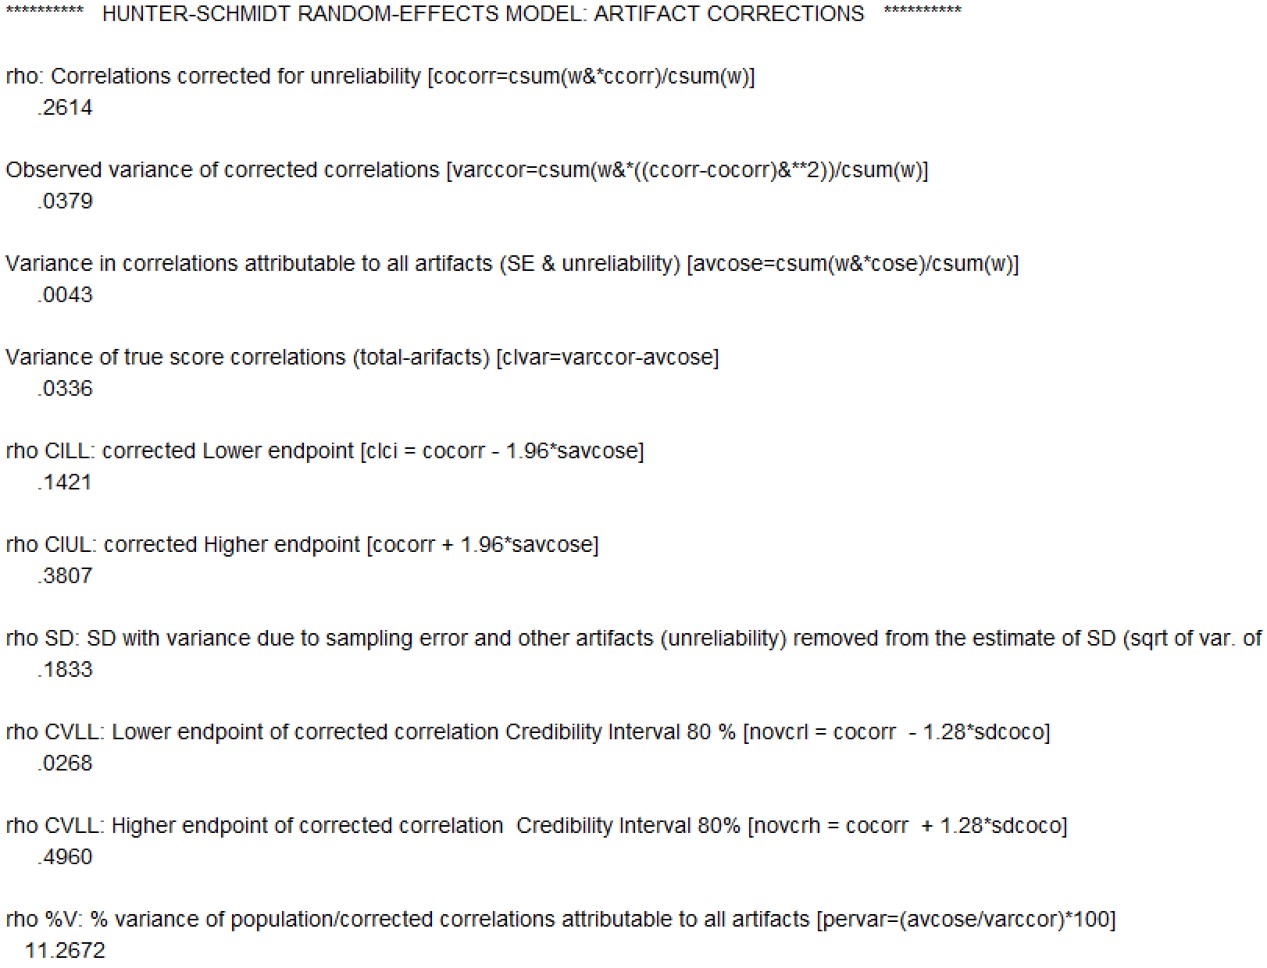 ********** HUNTER-SCHMIDT RANDOM-EFFECTS MODEL: ARTIFACT CORRECTIONS **********
rho: Correlations corrected for unreliability [cocorr=csum(w&*ccorr)/csum(w)]
.2614
Observed variance of corrected correlations [varccor=csum(w&*((ccorr-cocorr)&**2))/csum(w)]
.0379
Variance in correlations attributable to all artifacts (SE & unreliability) [avcose=csum(w&*cose)/csum(w)]
.0043
Variance of true score correlations (total-arifacts) [clvar=varccor-avcose]
.0336
rho CILL: corrected Lower endpoint [clci = cocorr - 1.96*savcose]
.1421
rho CIUL: corrected Higher endpoint [cocorr + 1.96*savcose]
.3807
rho SD: SD with variance due to sampling error and other artifacts (unreliability) removed from the estimate of SD (sqrt of var. of
.1833
rho CVLL: Lower endpoint of corrected correlation Credibility Interval 80 % [novcrl = cocorr - 1.28*sdcoco]
.0268
rho CVLL: Higher endpoint of corrected correlation Credibility Interval 80% [novcrh = cocorr + 1.28*sdcoco]
.4960
rho %V: % variance of population/corrected correlations attributable to all artifacts [pervar=(avcose/varccor)*100]
11.2672